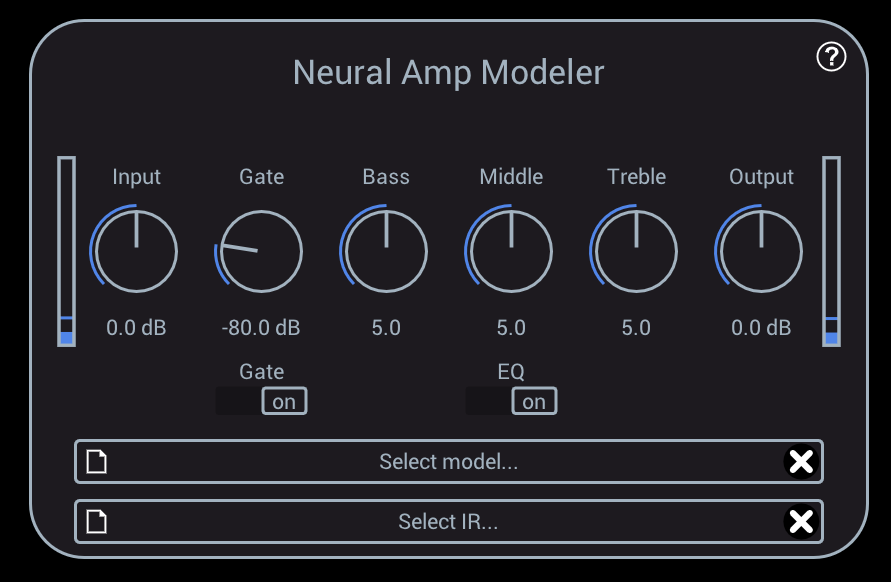 Neural Amp Modeler
?
Input Gate Bass Middle Treble Output
0.0 dB -80.0 dB 5.0 5.0 5.0 0.0 dB
Gate EQ
on on
Select model...
Select IR...